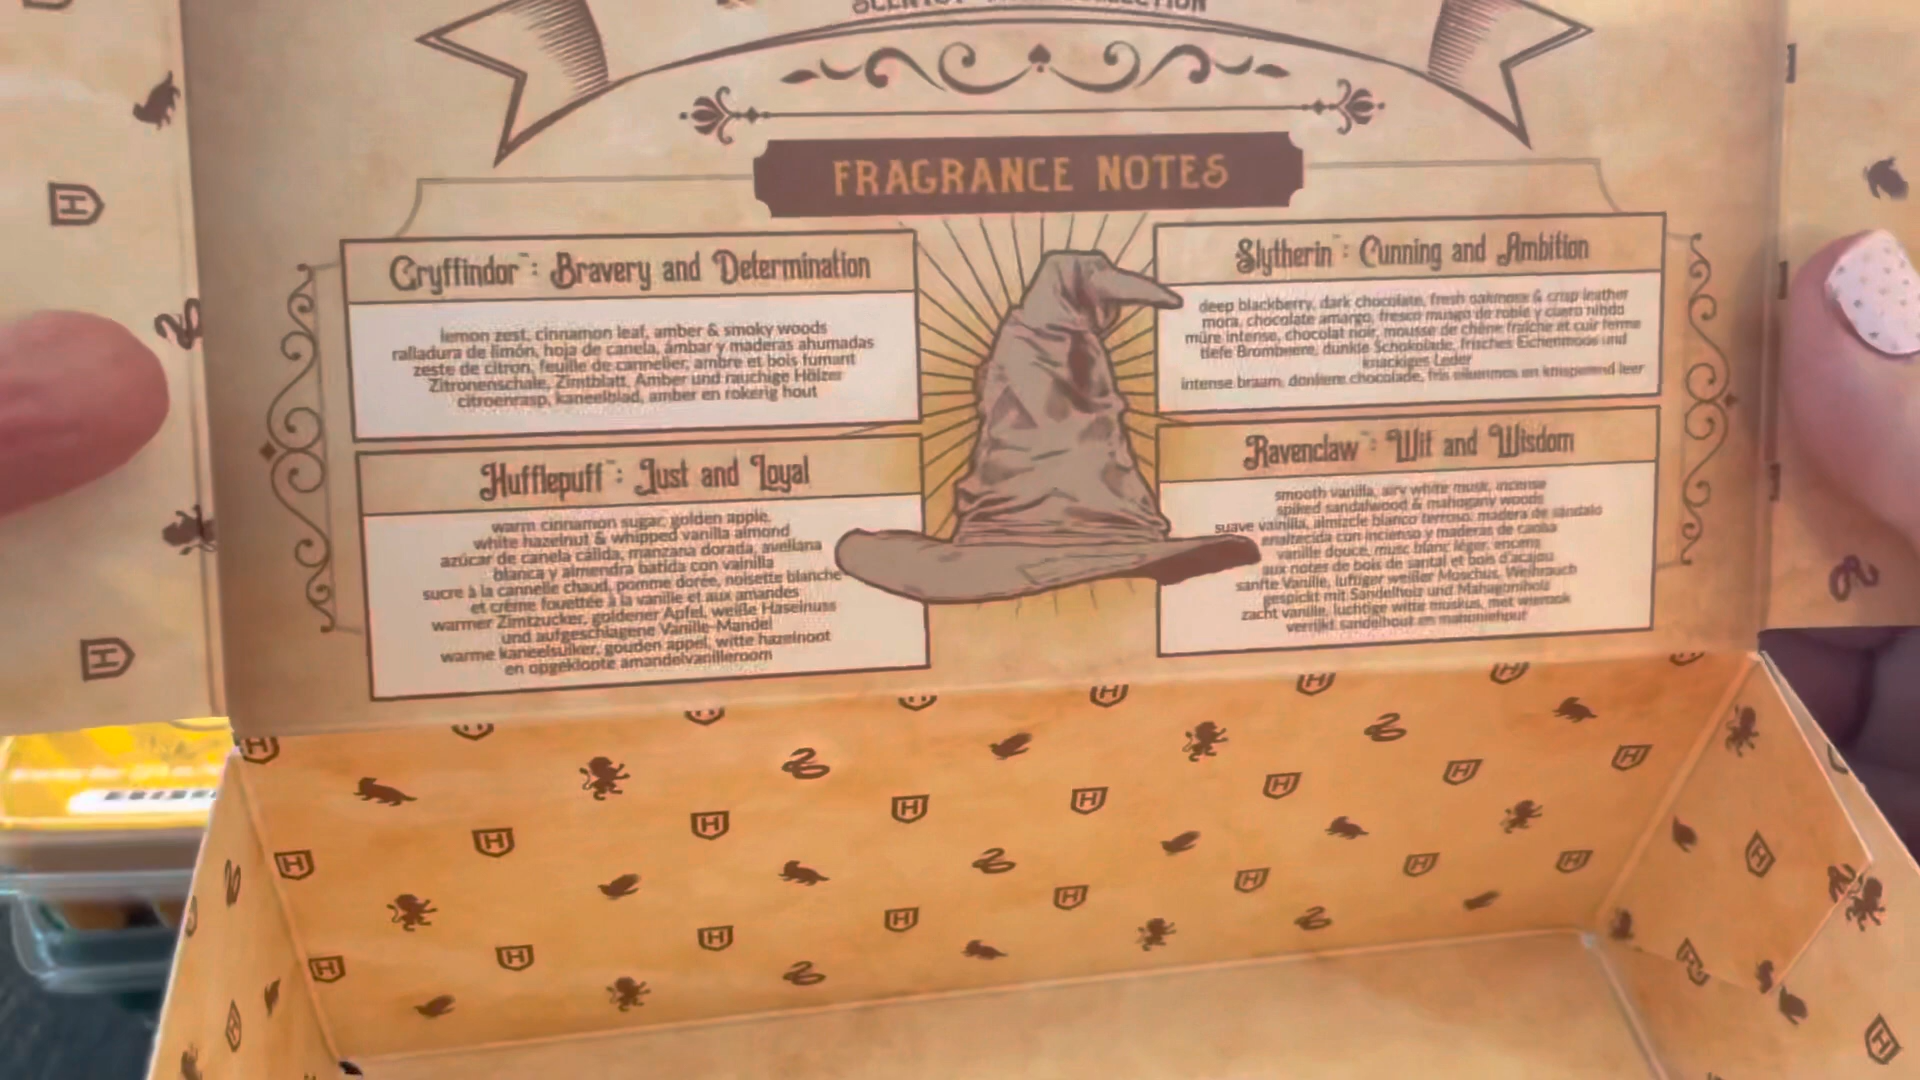 FRAGRANCE NOTES
Gryffindor™: Bravery and Determination
lemon zest, cinnamon leaf, amber & smoky woods
ralladura de limón, hoja de canela, ámbar y maderas ahumadas
zeste de citron, feuille de cannelier, ambre et bois fumant
Zitronenschale, Zimtblatt, Amber und rauchige Hölzer
citroenrasp, kaneelblad, amber en rokerig hout
Hufflepuff™: Just and Loyal
warm cinnamon sugar, golden apple,
white hazelnut & whipped vanilla almond
azúcar de canela cálida, manzana dorada, avellana
blanca y almendra batida con vainilla
sucre à la cannelle chaud, pomme dorée, noisette blanche
et crème fouettée à la vanille et aux amandes
warmer Zimtzucker, goldener Apfel, weiße Haselnuss
und aufgeschlagene Vanille-Mandel
warme kaneelsuiker, gouden appel, witte hazelnoot
en opgeklopte amandelvanilleroom
Slytherin™: Cunning and Ambition
deep blackberry, dark chocolate, fresh oakmoss & crisp leather
mora, chocolate amargo, fresco musgo de roble y cuero nítido
mûre intense, chocolat noir, mousse de chêne fraîche et cuir ferme
tiefe Brombeere, dunkle Schokolade, frisches Eichenmoos und
knackiges Leder
intense braam, donkere chocolade, fris eikenmos en knisperend leer
Ravenclaw™: Wit and Wisdom
smooth vanilla, airy white musk, incense
spiked sandalwood & mahogany woods
suave vainilla, almizcle blanco terroso, madera de sándalo
enaltecida con incienso y maderas de caoba
vanille douce, musc blanc léger, encens
aux notes de bois de santal et bois d'acajou
sanfte Vanille, luftiger weißer Moschus, Weihrauch
gespickt mit Sandelholz und Mahagoniholz
zacht vanille, luchtige witte muskus, met wierook
verrijkt sandelhout en mahoniehout